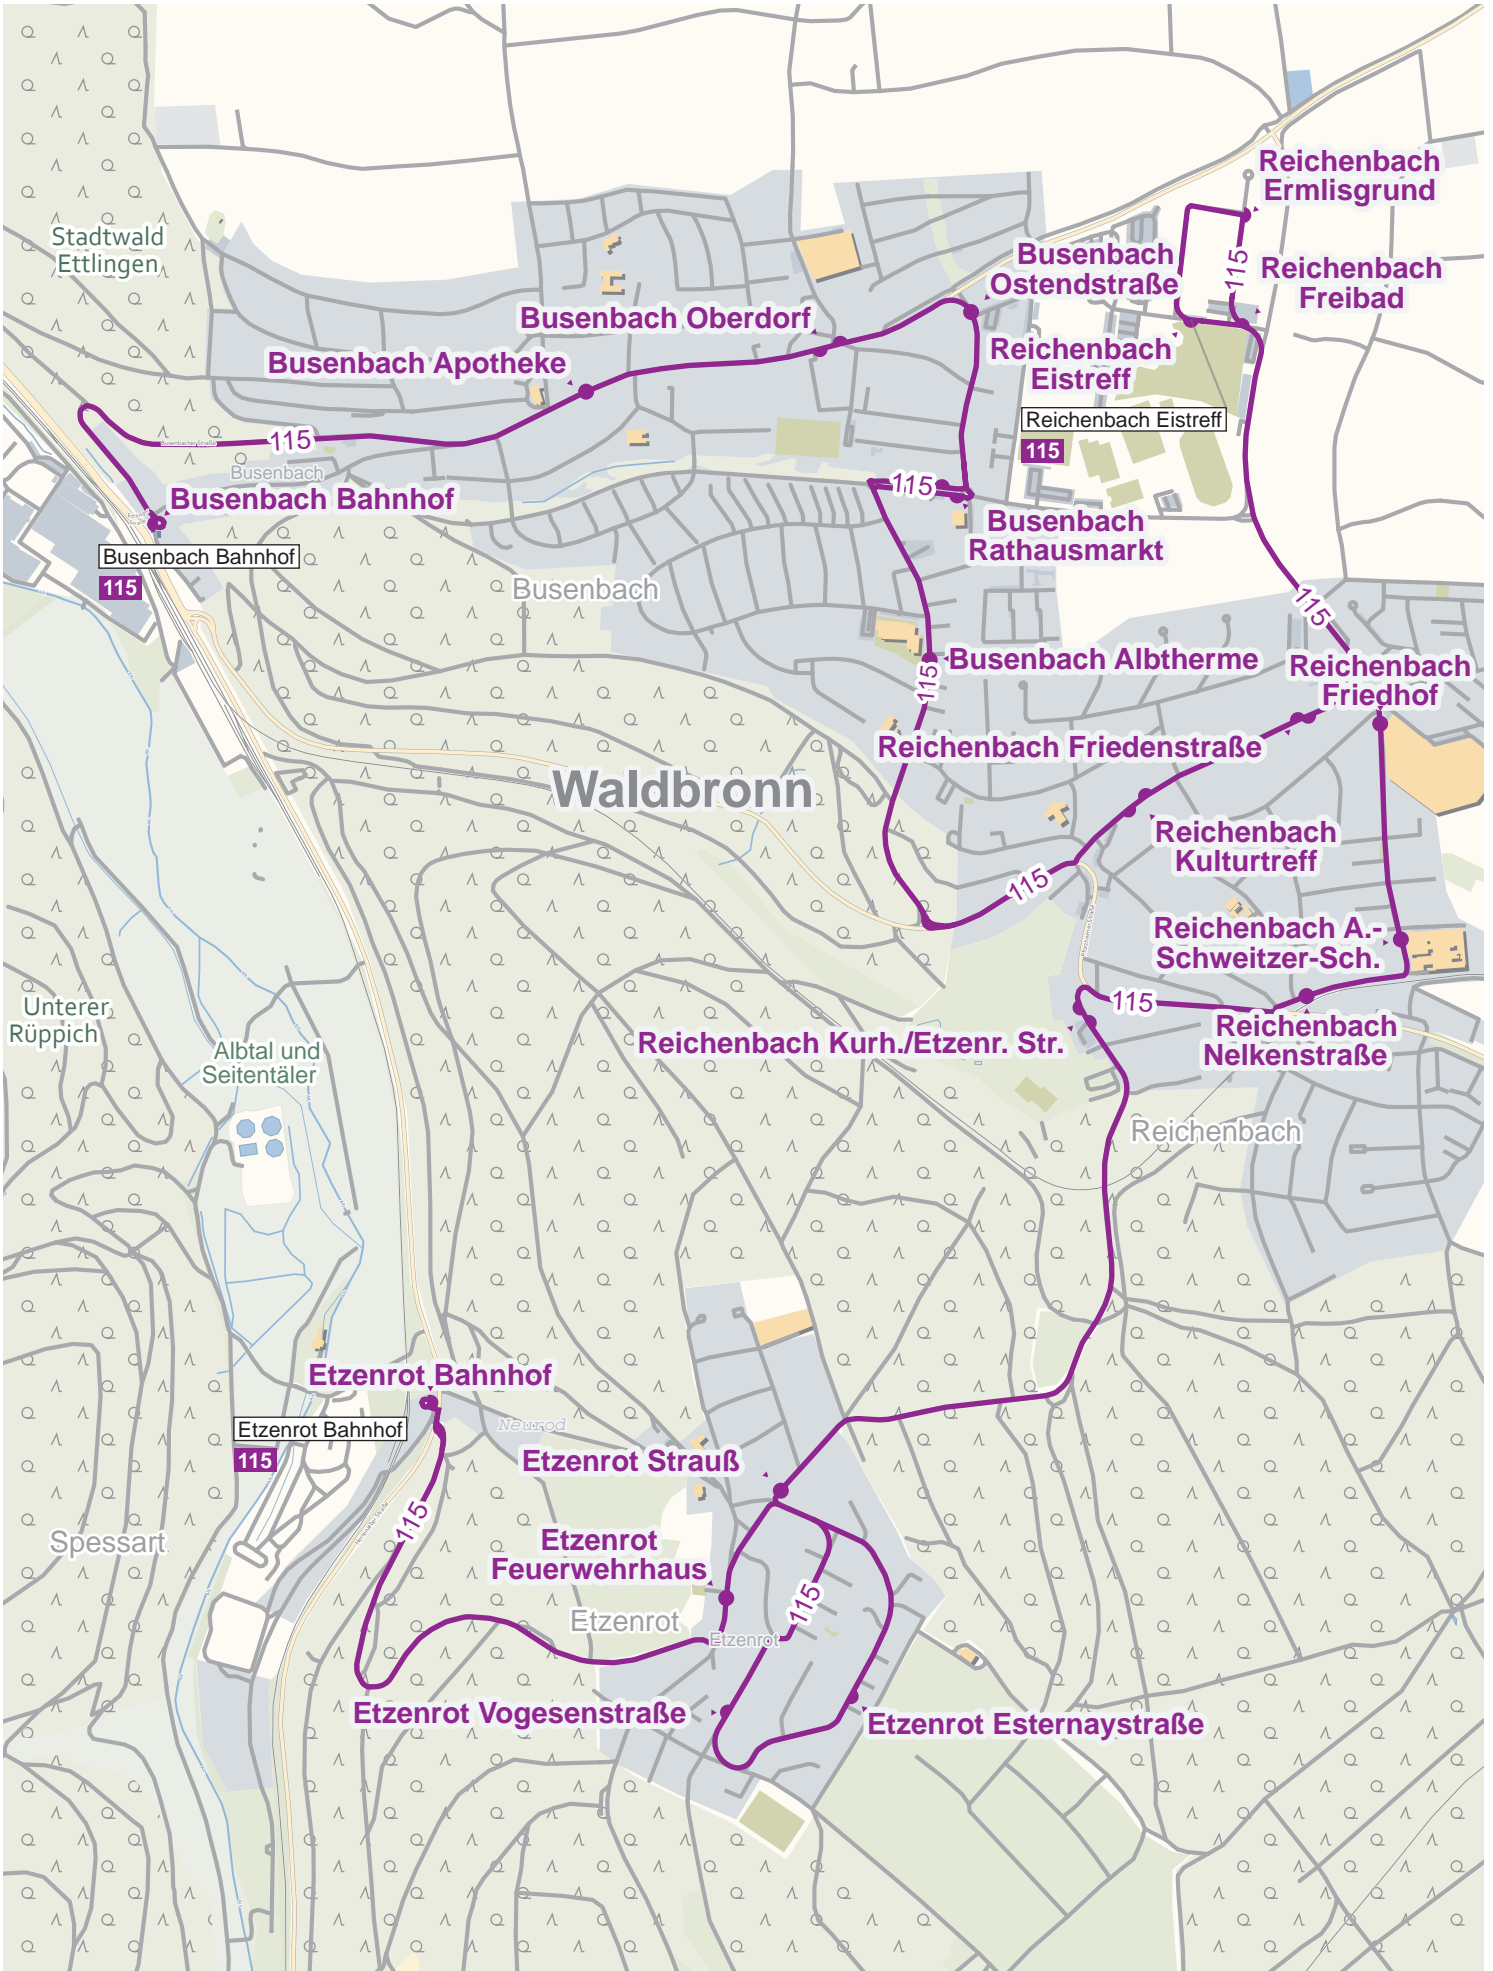 Reichenbach
Ermlisgrund
Stadtwald
Ettlingen
Busenbach
Ostendstraße
115
Reichenbach
Freibad
Busenbach Oberdorf
Busenbach Apotheke
Reichenbach
Eistreff
Reichenbach Eistreff
115
115
Busenbacher Straße
Busenbach
Busenbach Bahnhof
115
Busenbach
Rathausmarkt
Busenbach Bahnhof
115
Busenbach
115
Busenbach Albtherme
115
Reichenbach
Friedhof
Reichenbach Friedenstraße
Waldbronn
Reichenbach
Kulturtreff
115
Reichenbach A.-
Schweitzer-Sch.
Unterer
Rüppich
115
Reichenbach
Nelkenstraße
Albtal und
Seitentäler
Reichenbach Kurh./Etzenr. Str.
Reichenbach
Etzenrot Bahnhof
Etzenrot Bahnhof
115
Neurod
Etzenrot Strauß
115
Spessart
Etzenrot
Feuerwehrhaus
115
Etzenrot
Etzenrot
Etzenrot Vogesenstraße
Etzenrot Esternaystraße